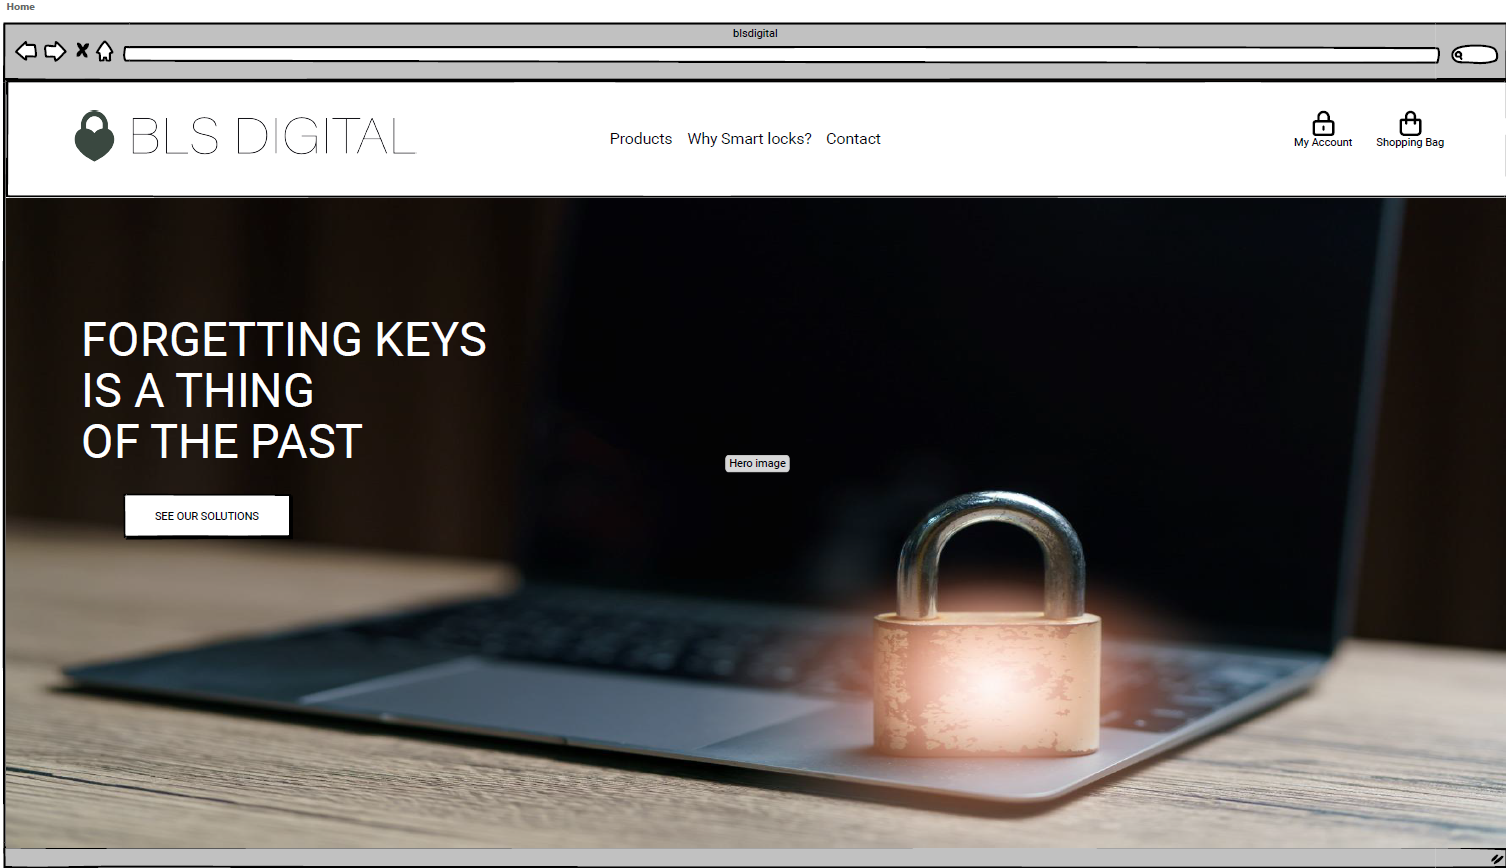 Home
blsdigital
BLS DIGITAL
Products Why Smart locks? Contact
My Account Shopping Bag
FORGETTING KEYS
IS A THING
OF THE PAST
Hero image
SEE OUR SOLUTIONS